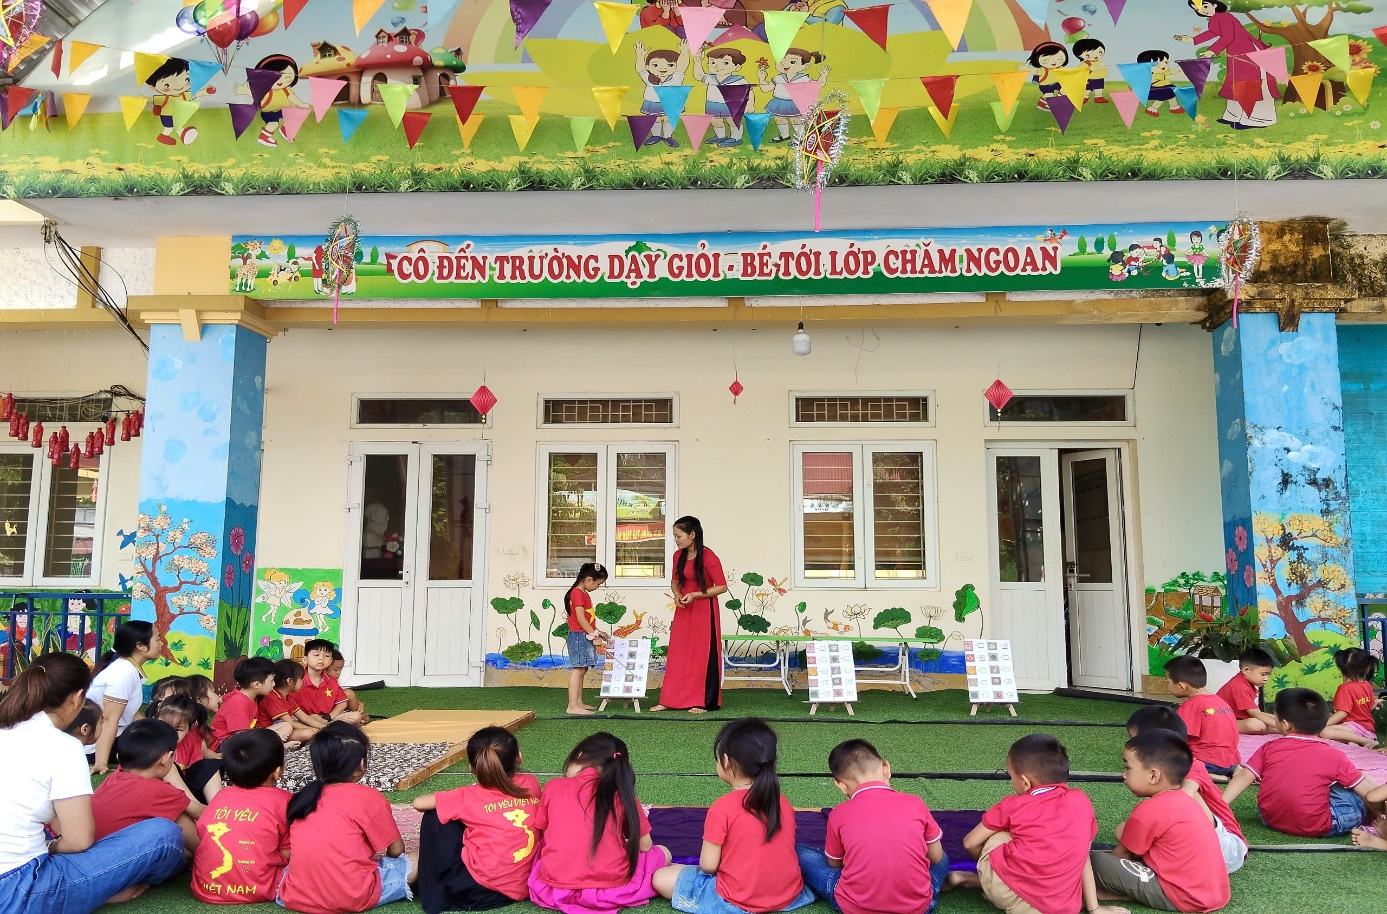 CÔ ĐẾN TRƯỜNG DẠY GIỎI - BÉ TỚI LỚP CHĂM NGOAN
TÔI YÊU
VIỆT NAM
TÔI YÊU VIỆT NAM